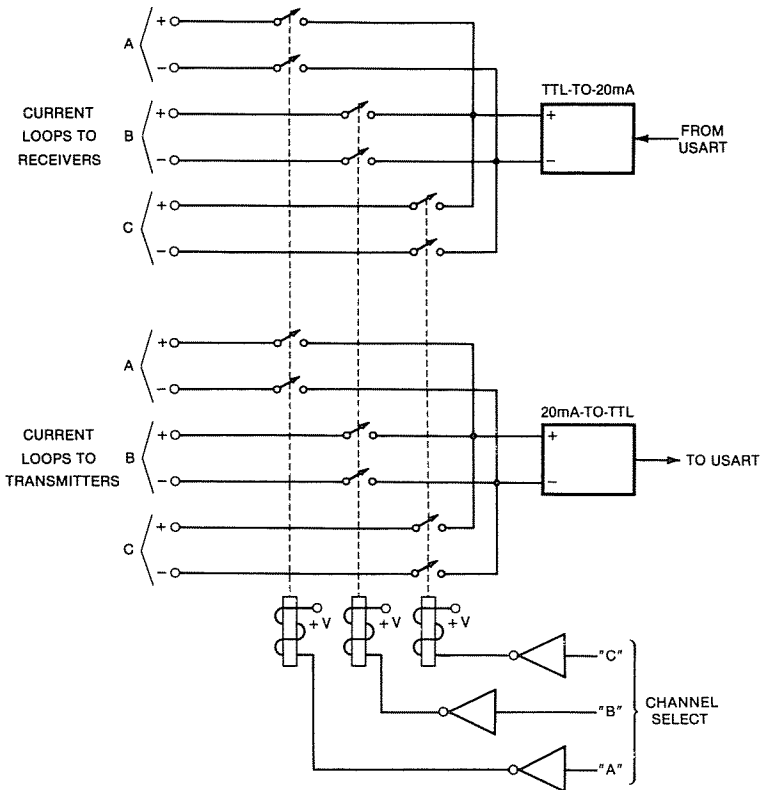 A
+
−
CURRENT
LOOPS TO
RECEIVERS
B
+
−
C
+
−
TTL-TO-20mA
+
−
FROM
USART
A
+
−
CURRENT
LOOPS TO
TRANSMITTERS
B
+
−
C
+
−
20mA-TO-TTL
+
−
TO USART
+V
+V
+V
"C"
"B"
"A"
CHANNEL
SELECT